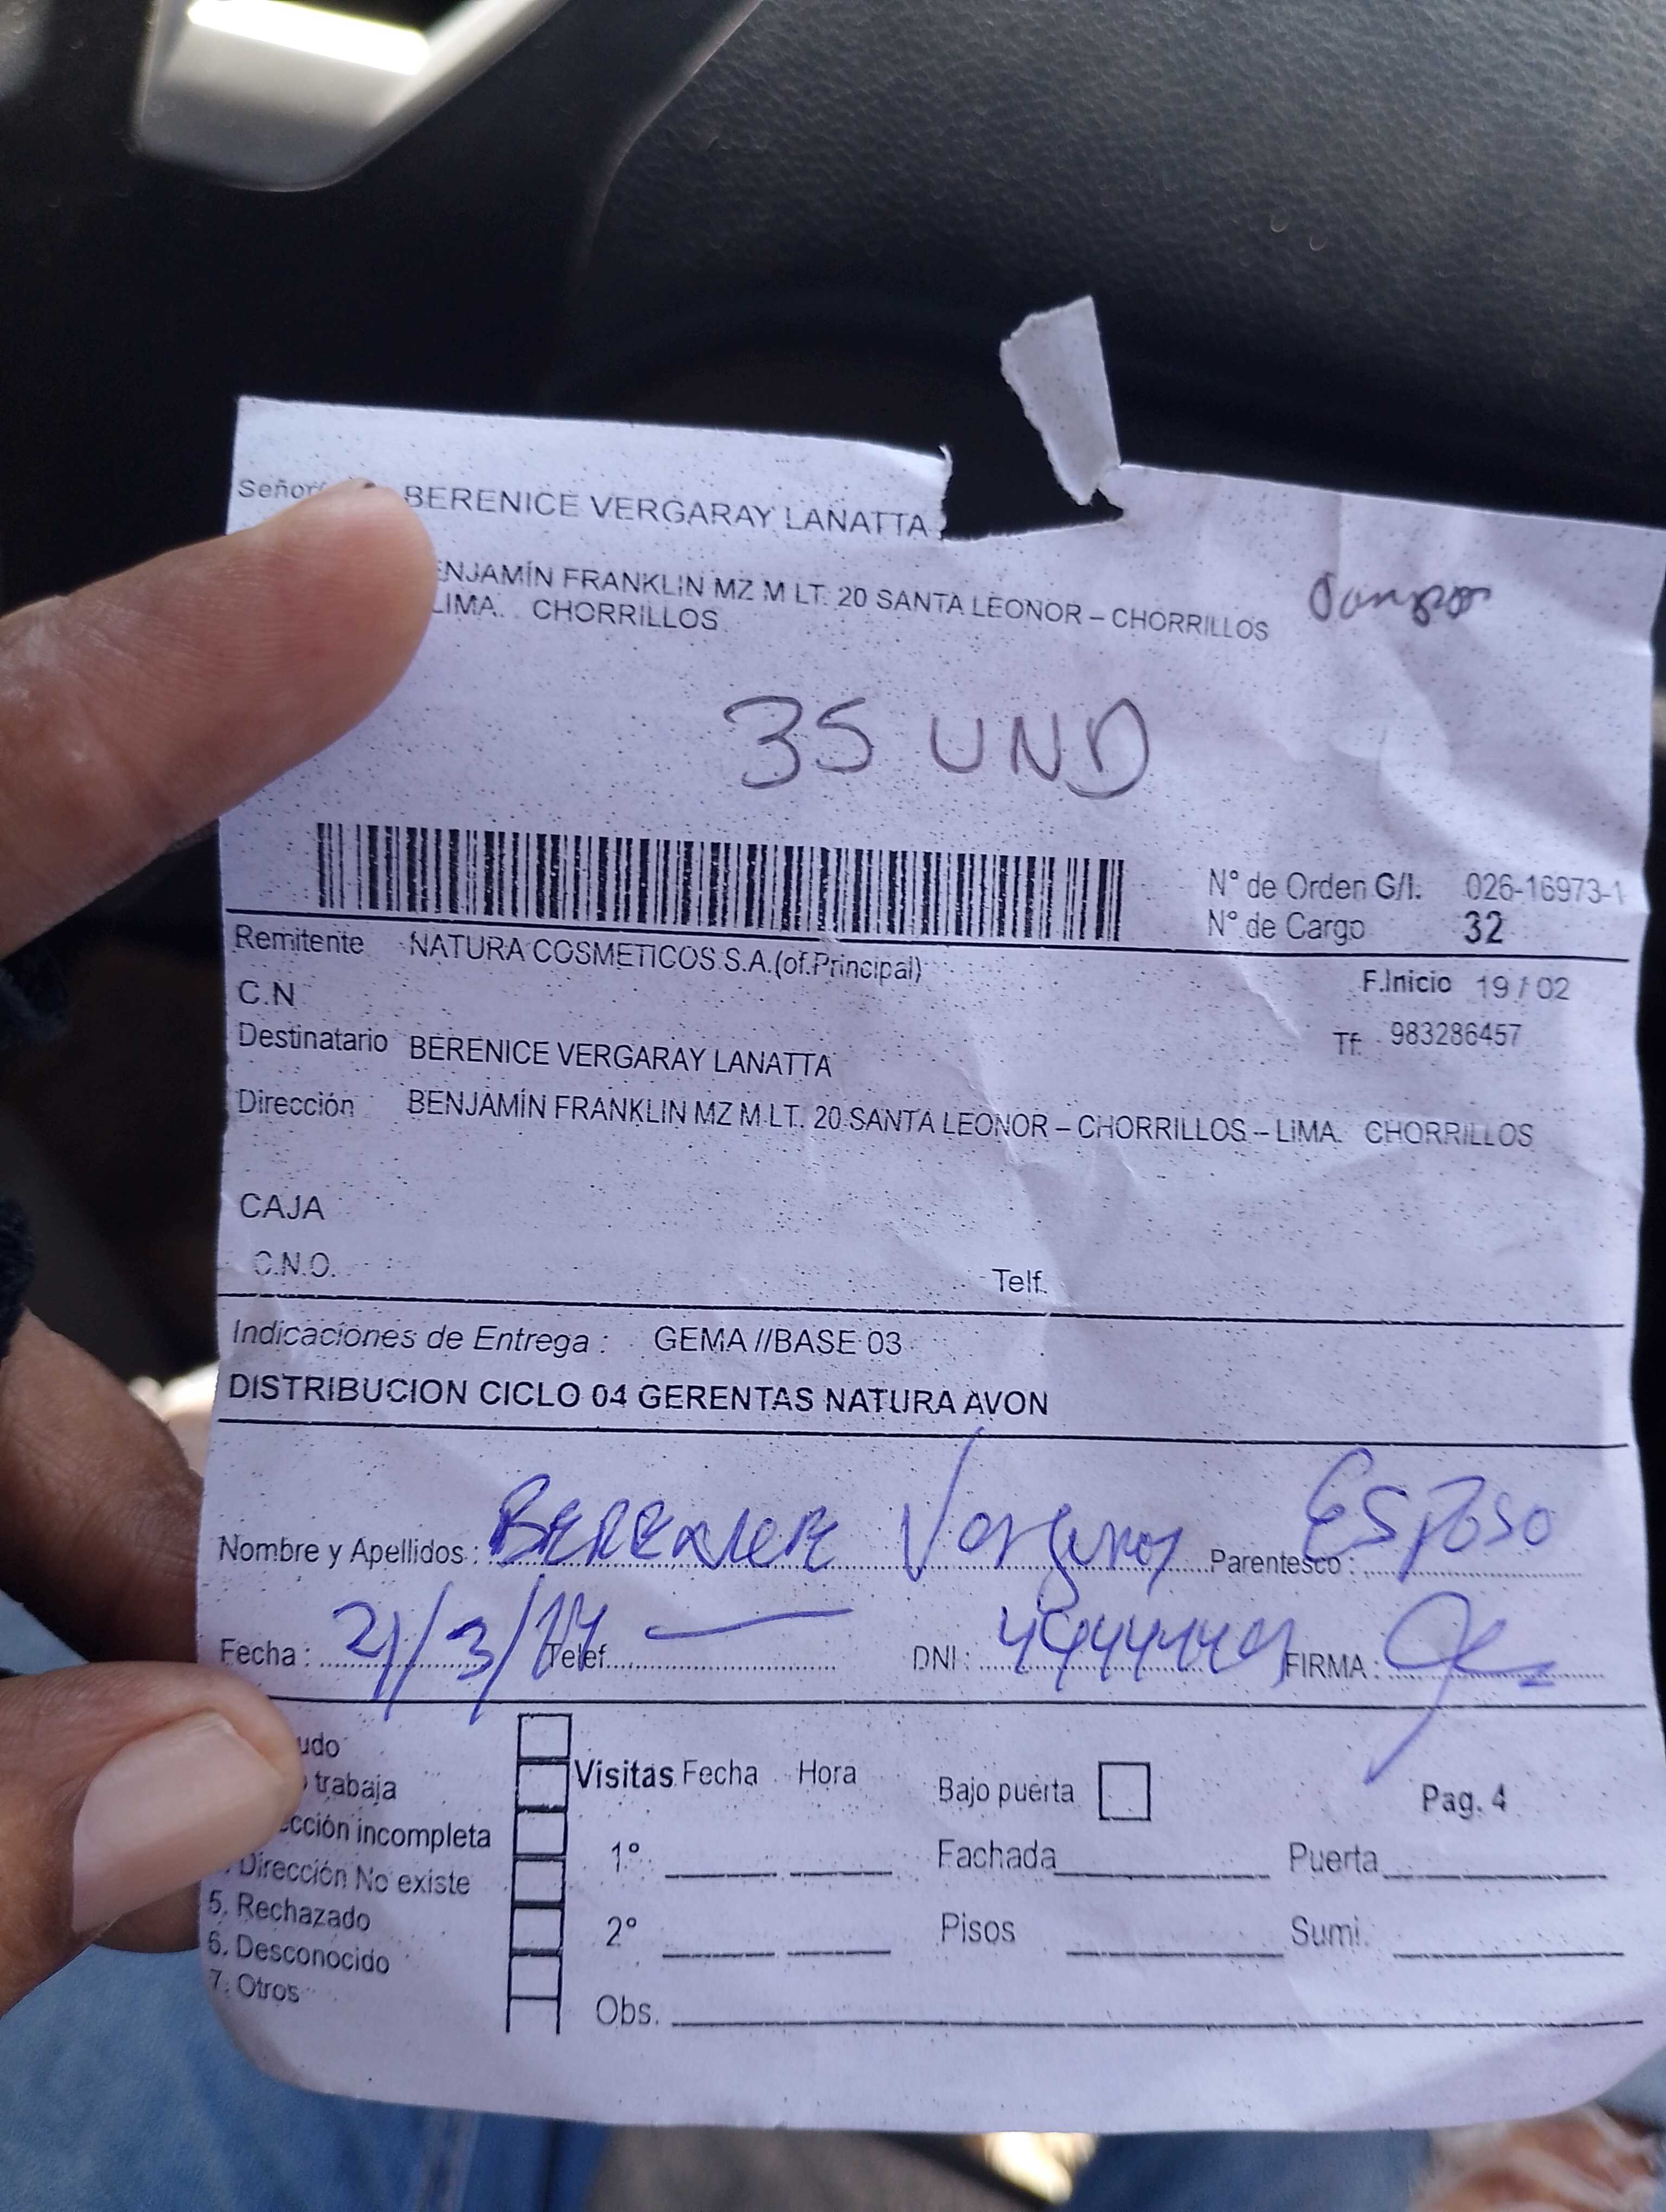 BERENICE VERGARAY LANATTA
ENJAMÍN FRANKLIN MZ M LT. 20 SANTA LEONOR – CHORRILLOS
LIMA. CHORRILLOS
35 UND
N° de Orden G/I. 026-16973-1
N° de Cargo 32
Remitente NATURA COSMETICOS S.A.(of.Principal)
F.Inicio 19 / 02
C.N
Tf. 983286457
Destinatario BERENICE VERGARAY LANATTA
Dirección BENJAMÍN FRANKLIN MZ M LT. 20 SANTA LEONOR – CHORRILLOS – LIMA. CHORRILLOS
CAJA
C.N.O.
Telf.
Indicaciones de Entrega : GEMA //BASE 03
DISTRIBUCION CICLO 04 GERENTAS NATURA AVON
Nombre y Apellidos : Parentesco : Esposo
Fecha : Telef. DNI : FIRMA :
udo
trabaja
cción incompleta
Dirección No existe
5. Rechazado
6. Desconocido
7. Otros
Visitas Fecha Hora
1°
2°
Obs.
Bajo puerta
Pag. 4
Fachada Puerta
Pisos Sumi.